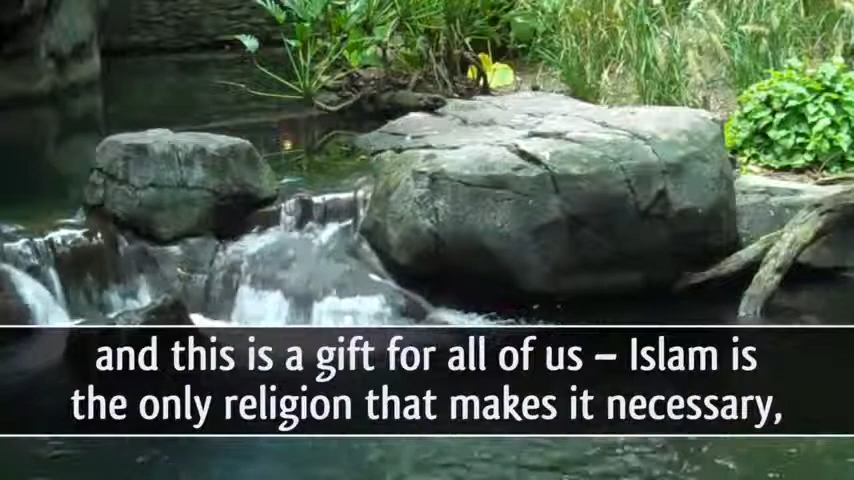 and this is a gift for all of us – Islam is
the only religion that makes it necessary,